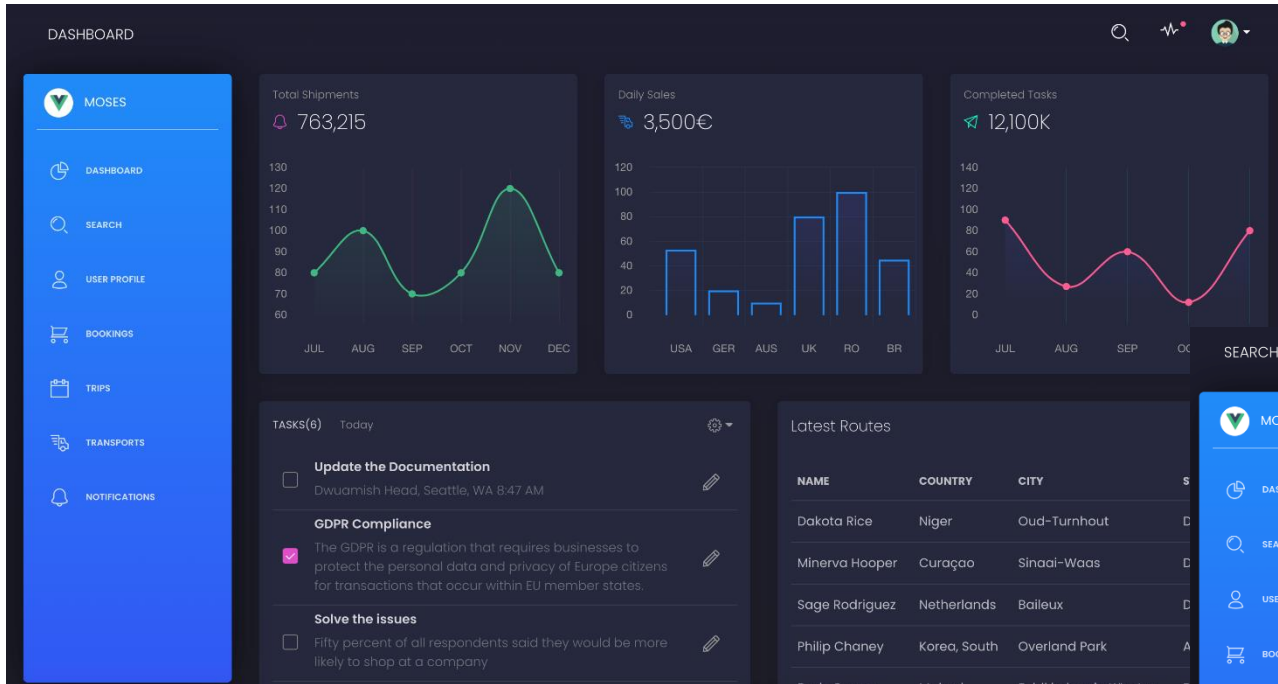 DASHBOARD
MOSES
DASHBOARD
SEARCH
USER PROFILE
BOOKINGS
TRIPS
TRANSPORTS
NOTIFICATIONS
Total Shipments
763,215
130
120
110
100
90
80
70
60
JUL AUG SEP OCT NOV DEC
Daily Sales
3,500€
120
100
80
60
40
20
0
USA GER AUS UK RO BR
Completed Tasks
12,100K
140
120
100
80
60
40
20
0
JUL AUG SEP
TASKS(6) Today
Update the Documentation
Dwuamish Head, Seattle, WA 8:47 AM
GDPR Compliance
The GDPR is a regulation that requires businesses to
protect the personal data and privacy of Europe citizens
for transactions that occur within EU member states.
Solve the issues
Fifty percent of all respondents said they would be more
likely to shop at a company
Latest Routes
NAME COUNTRY CITY
Dakota Rice Niger Oud-Turnhout
Minerva Hooper Curaçao Sinaai-Waas
Sage Rodriguez Netherlands Baileux
Philip Chaney Korea, South Overland Park
SEARCH